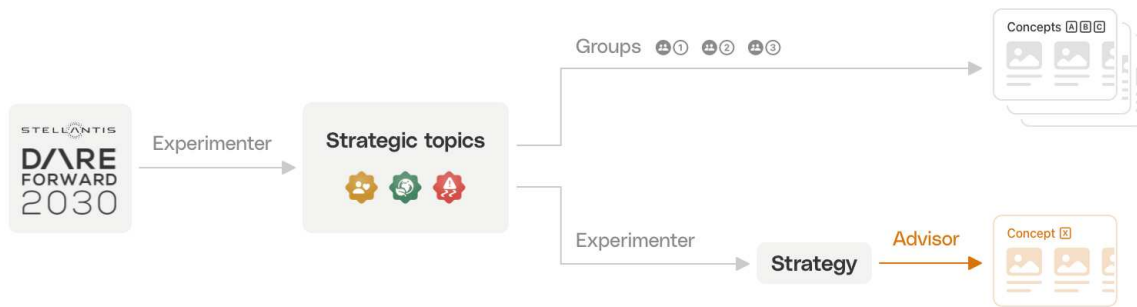 Groups 1 2 3
Concepts A B C
STELLANTIS
DARE
FORWARD
2030
Experimenter
Strategic topics
Experimenter
Strategy
Advisor
Concept X